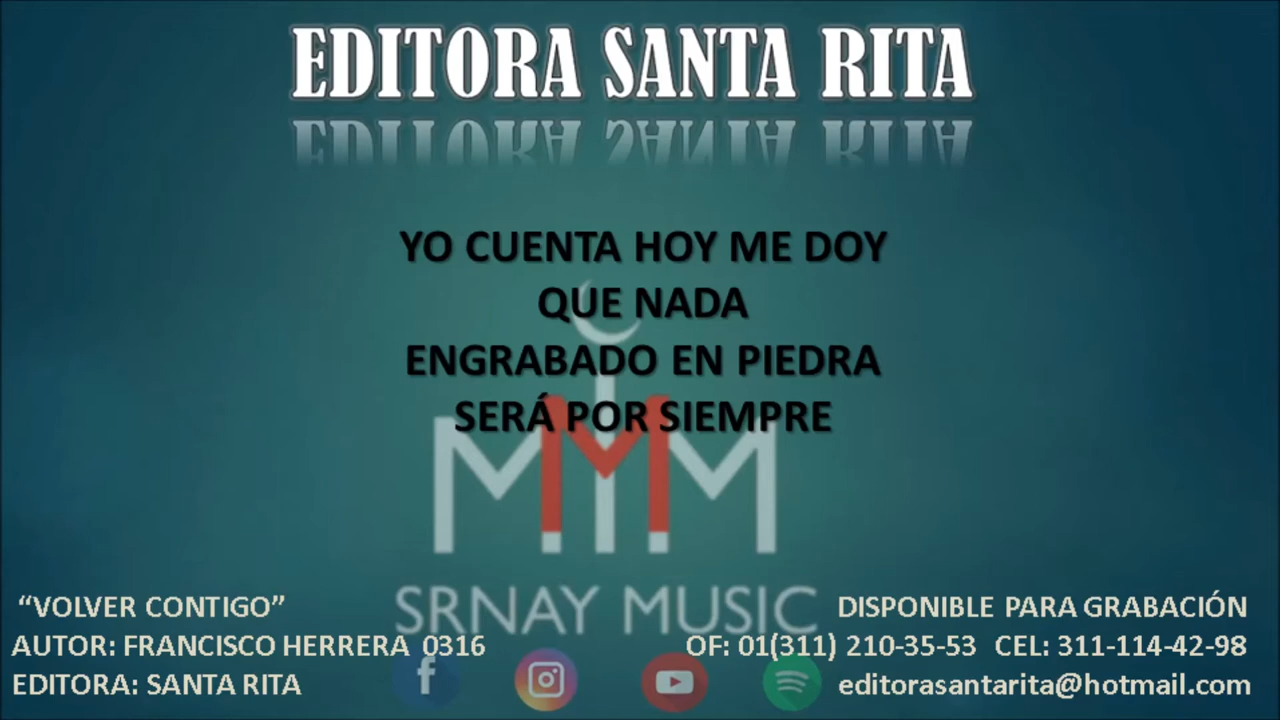 EDITORA SANTA RITA
YO CUENTA HOY ME DOY
QUE NADA
ENGRABADO EN PIEDRA
SERÁ POR SIEMPRE
MYM
SRNAY MUSIC
“VOLVER CONTIGO”
AUTOR: FRANCISCO HERRERA 0316
EDITORA: SANTA RITA
DISPONIBLE PARA GRABACIÓN
OF: 01(311) 210-35-53 CEL: 311-114-42-98
editorasantarita@hotmail.com